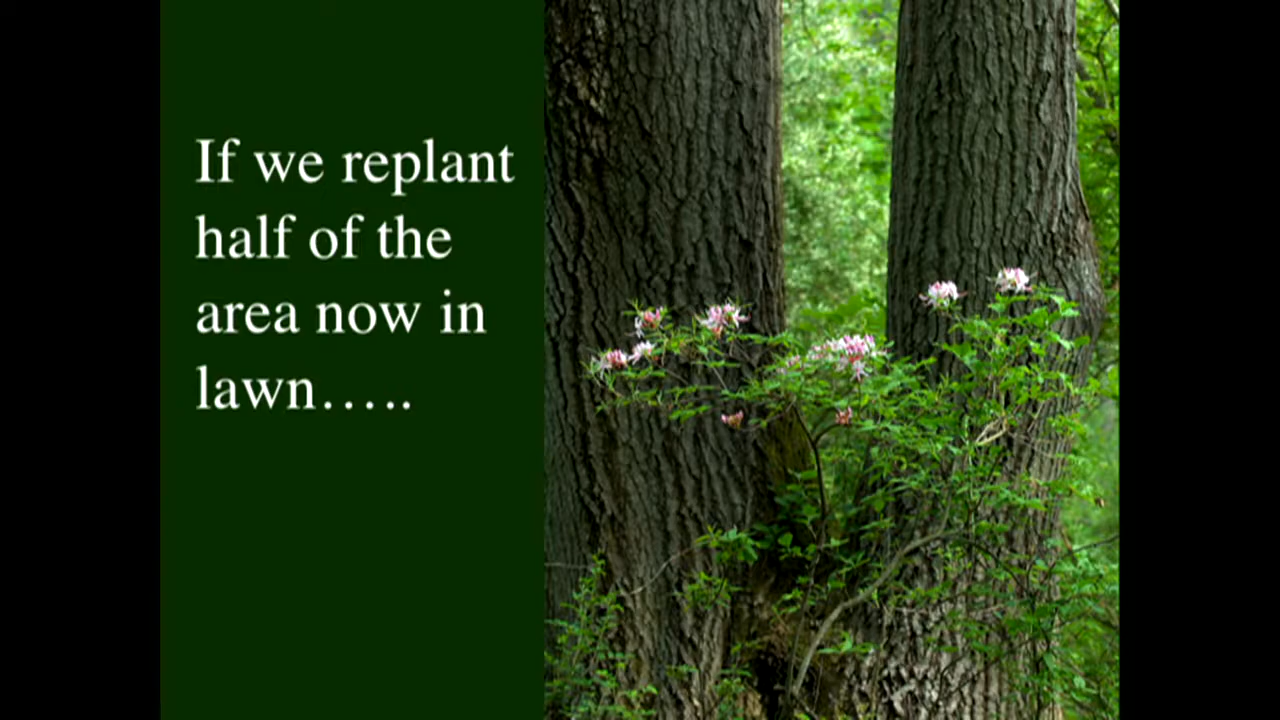 If we replant
half of the
area now in
lawn…..